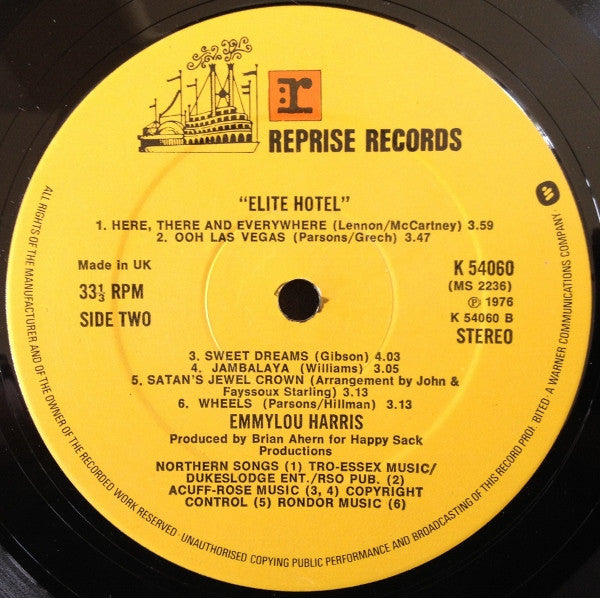 r
REPRISE RECORDS
"ELITE HOTEL"
1. HERE, THERE AND EVERYWHERE (Lennon/McCartney) 3.59
2. OOH LAS VEGAS (Parsons/Grech) 3.47
Made in UK
33⅓ RPM
SIDE TWO
K 54060
(MS 2236)
℗ 1976
K 54060 B
STEREO
3. SWEET DREAMS (Gibson) 4.03
4. JAMBALAYA (Williams) 3.05
5. SATAN'S JEWEL CROWN (Arrangement by John &
Fayssoux Starling) 3.13
6. WHEELS (Parsons/Hillman) 3.13
EMMYLOU HARRIS
Produced by Brian Ahern for Happy Sack
Productions
NORTHERN SONGS (1) TRO-ESSEX MUSIC/
DUKESLODGE ENT./RSO PUB. (2)
ACUFF-ROSE MUSIC (3, 4) COPYRIGHT
CONTROL (5) RONDOR MUSIC (6)
ALL RIGHTS OF THE MANUFACTURER AND OF THE OWNER OF THE RECORDED WORK RESERVED · UNAUTHORISED COPYING PUBLIC PERFORMANCE AND BROADCASTING OF THIS RECORD PROHIBITED. A WARNER COMMUNICATIONS COMPANY ·